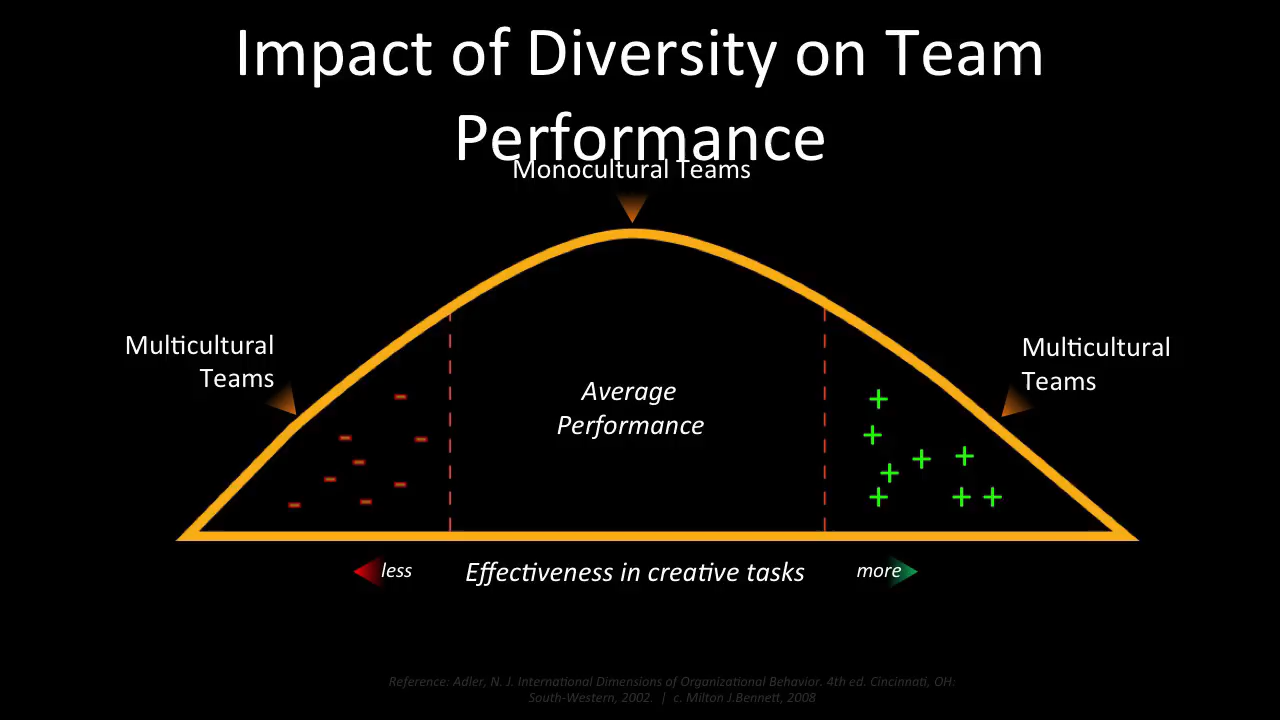 Impact of Diversity on Team
Performance
Monocultural Teams
Multicultural
Teams
Multicultural
Teams
Average
Performance
less
Effectiveness in creative tasks
more
Reference: Adler, N. J. International Dimensions of Organizational Behavior. 4th ed. Cincinnati, OH:
South-Western, 2002. | c. Milton J.Bennett, 2008